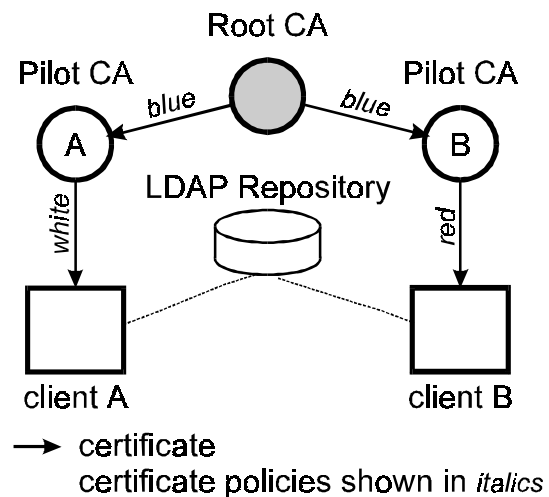 Root CA
Pilot CA
Pilot CA
blue
blue
A
B
LDAP Repository
white
red
client A
client B
certificate
certificate policies shown in italics